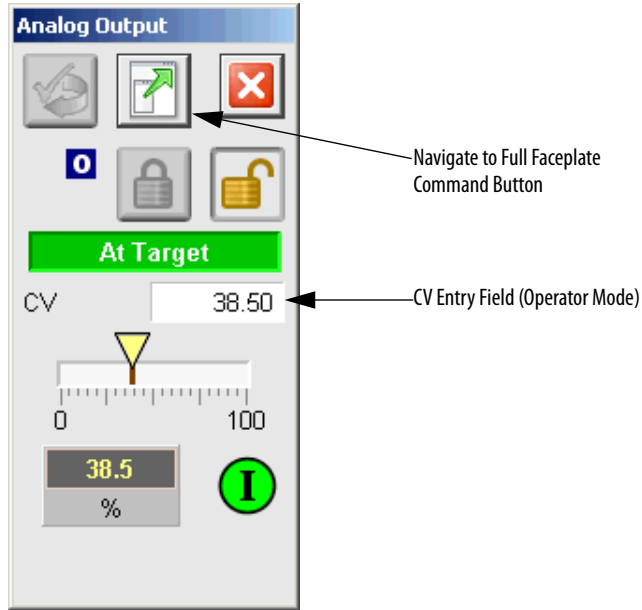 Analog Output
Navigate to Full Faceplate
Command Button
O
At Target
CV 38.50
CV Entry Field (Operator Mode)
0 100
38.5
%
I